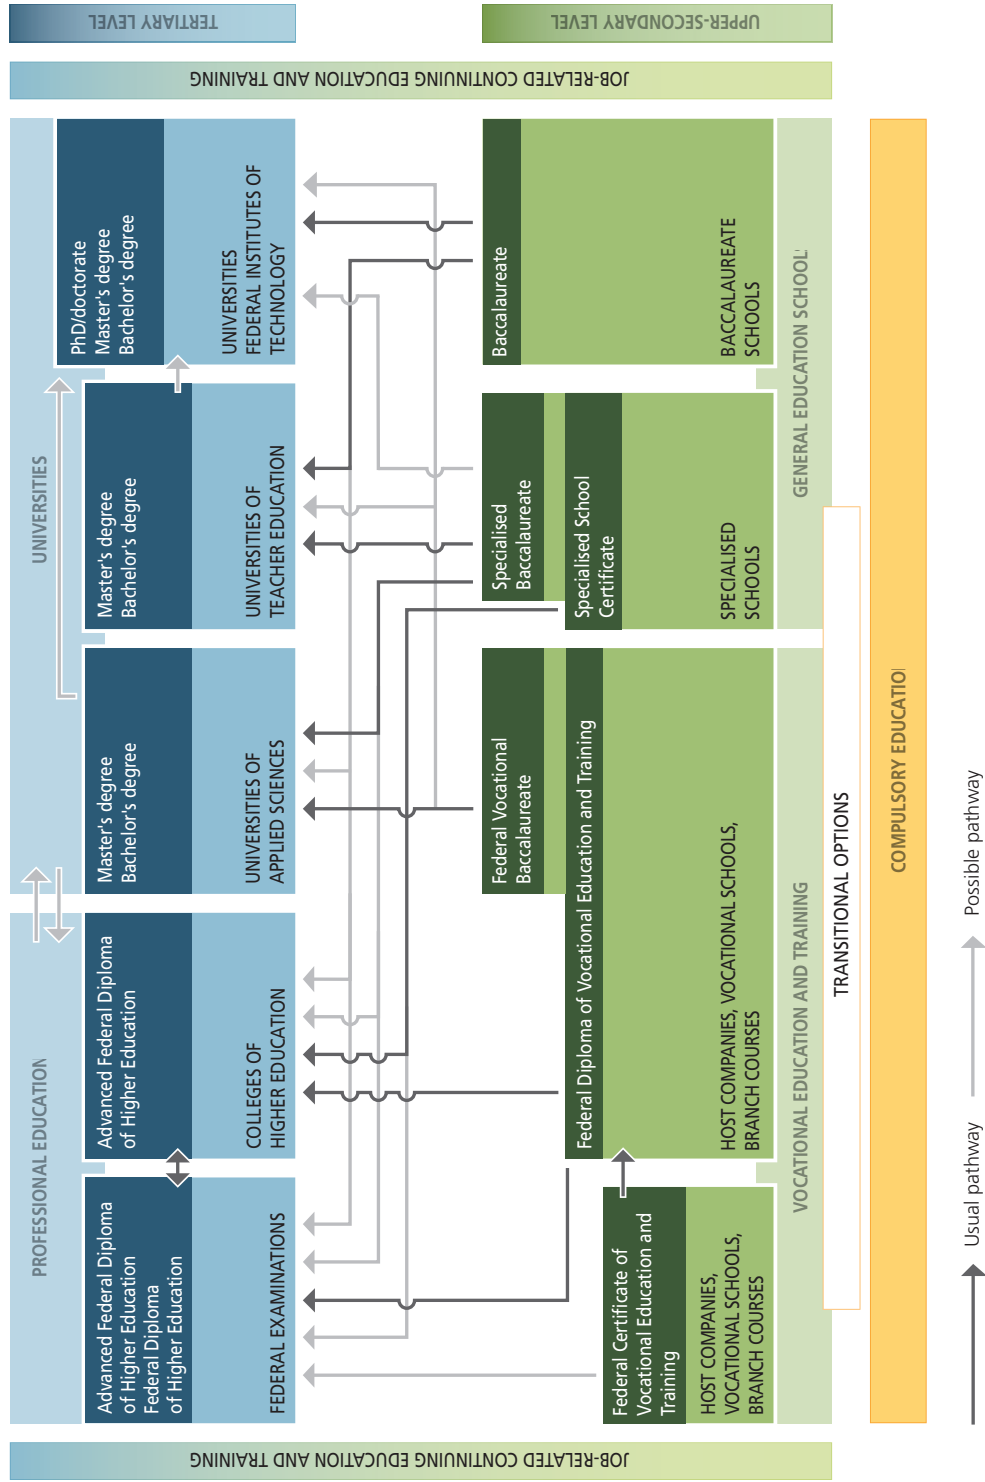 TERTIARY LEVEL
UPPER-SECONDARY LEVEL
JOB-RELATED CONTINUING EDUCATION AND TRAINING
PROFESSIONAL EDUCATION
UNIVERSITIES
Advanced Federal Diploma
of Higher Education
Federal Diploma
of Higher Education
FEDERAL EXAMINATIONS
Advanced Federal Diploma
of Higher Education
COLLEGES OF
HIGHER EDUCATION
Master's degree
Bachelor's degree
UNIVERSITIES OF
APPLIED SCIENCES
Master's degree
Bachelor's degree
UNIVERSITIES OF
TEACHER EDUCATION
PhD/doctorate
Master's degree
Bachelor's degree
UNIVERSITIES
FEDERAL INSTITUTES OF
TECHNOLOGY
Federal Certificate of
Vocational Education and
Training
HOST COMPANIES,
VOCATIONAL SCHOOLS,
BRANCH COURSES
Federal Vocational
Baccalaureate
Federal Diploma of Vocational Education and Training
HOST COMPANIES, VOCATIONAL SCHOOLS,
BRANCH COURSES
Specialised
Baccalaureate
Specialised School
Certificate
SPECIALISED
SCHOOLS
Baccalaureate
BACCALAUREATE
SCHOOLS
VOCATIONAL EDUCATION AND TRAINING
GENERAL EDUCATION SCHOOL
TRANSITIONAL OPTIONS
COMPULSORY EDUCATIO
JOB-RELATED CONTINUING EDUCATION AND TRAINING
Usual pathway
Possible pathway